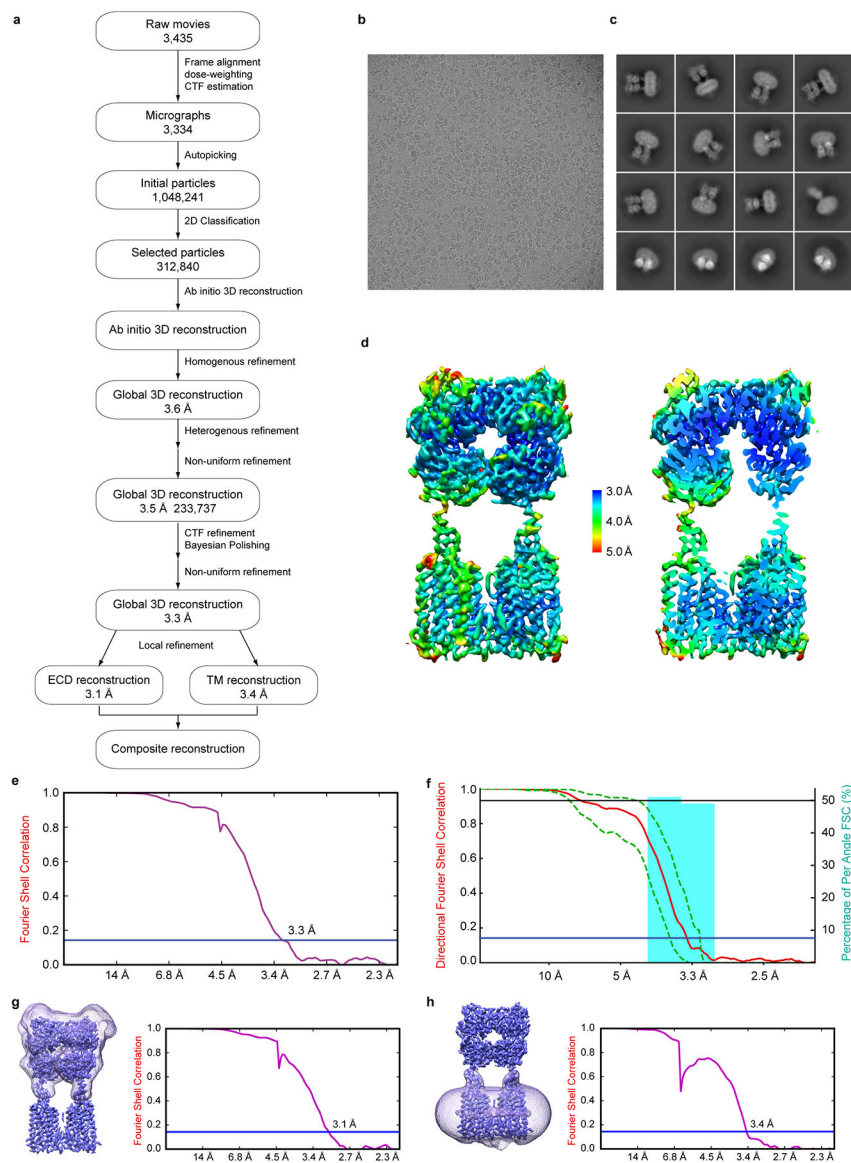 a
Raw movies
3,435
Frame alignment
dose-weighting
CTF estimation
Micrographs
3,334
Autopicking
Initial particles
1,048,241
2D Classification
Selected particles
312,840
Ab initio 3D reconstruction
Ab initio 3D reconstruction
Homogenous refinement
Global 3D reconstruction
3.6 Å
Heterogenous refinement
Non-uniform refinement
Global 3D reconstruction
3.5 Å 233,737
CTF refinement
Bayesian Polishing
Non-uniform refinement
Global 3D reconstruction
3.3 Å
Local refinement
ECD reconstruction
3.1 Å
TM reconstruction
3.4 Å
Composite reconstruction
b
c
d
3.0 Å
4.0 Å
5.0 Å
e
Fourier Shell Correlation
1.0
0.8
0.6
0.4
0.2
0.0
3.3 Å
14 Å 6.8 Å 4.5 Å 3.4 Å 2.7 Å 2.3 Å
f
Directional Fourier Shell Correlation
1.0
0.8
0.6
0.4
0.2
0
10 Å 5 Å 3.3 Å 2.5 Å
50
40
30
20
10
0
Percentage of Per Angle FSC (%)
g
Fourier Shell Correlation
1.0
0.8
0.6
0.4
0.2
0.0
3.1 Å
14 Å 6.8 Å 4.5 Å 3.4 Å 2.7 Å 2.3 Å
h
Fourier Shell Correlation
1.0
0.8
0.6
0.4
0.2
0.0
3.4 Å
14 Å 6.8 Å 4.5 Å 3.4 Å 2.7 Å 2.3 Å